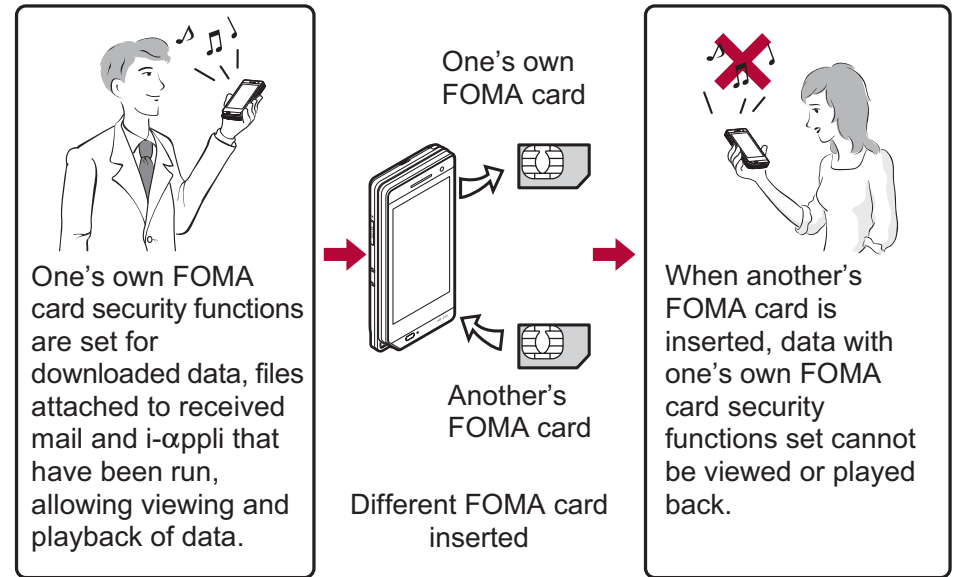 One's own FOMA
card security functions
are set for
downloaded data, files
attached to received
mail and i-αppli that
have been run,
allowing viewing and
playback of data.
One's own
FOMA card
Another's
FOMA card
Different FOMA card
inserted
When another's
FOMA card is
inserted, data with
one's own FOMA
card security
functions set cannot
be viewed or played
back.